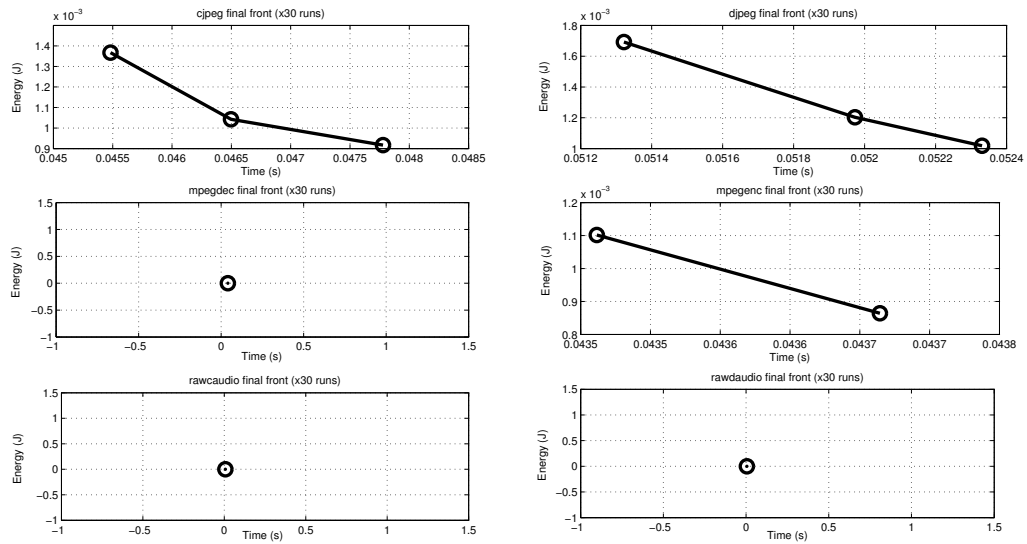 cjpeg final front (x30 runs)
x 10⁻³
1.4
1.3
1.2
1.1
1
0.9
Energy (J)
0.045 0.0455 0.046 0.0465 0.047 0.0475 0.048 0.0485
Time (s)
djpeg final front (x30 runs)
x 10⁻³
1.8
1.6
1.4
1.2
1
Energy (J)
0.0512 0.0514 0.0516 0.0518 0.052 0.0522 0.0524
Time (s)
mpegdec final front (x30 runs)
1.5
1
0.5
0
−0.5
−1
Energy (J)
−1 −0.5 0 0.5 1 1.5
Time (s)
mpegenc final front (x30 runs)
x 10⁻³
1.2
1.1
1
0.9
0.8
Energy (J)
0.0435 0.0435 0.0436 0.0436 0.0437 0.0437 0.0438
Time (s)
rawcaudio final front (x30 runs)
1.5
1
0.5
0
−0.5
−1
Energy (J)
−1 −0.5 0 0.5 1 1.5
Time (s)
rawdaudio final front (x30 runs)
1.5
1
0.5
0
−0.5
−1
Energy (J)
−1 −0.5 0 0.5 1 1.5
Time (s)